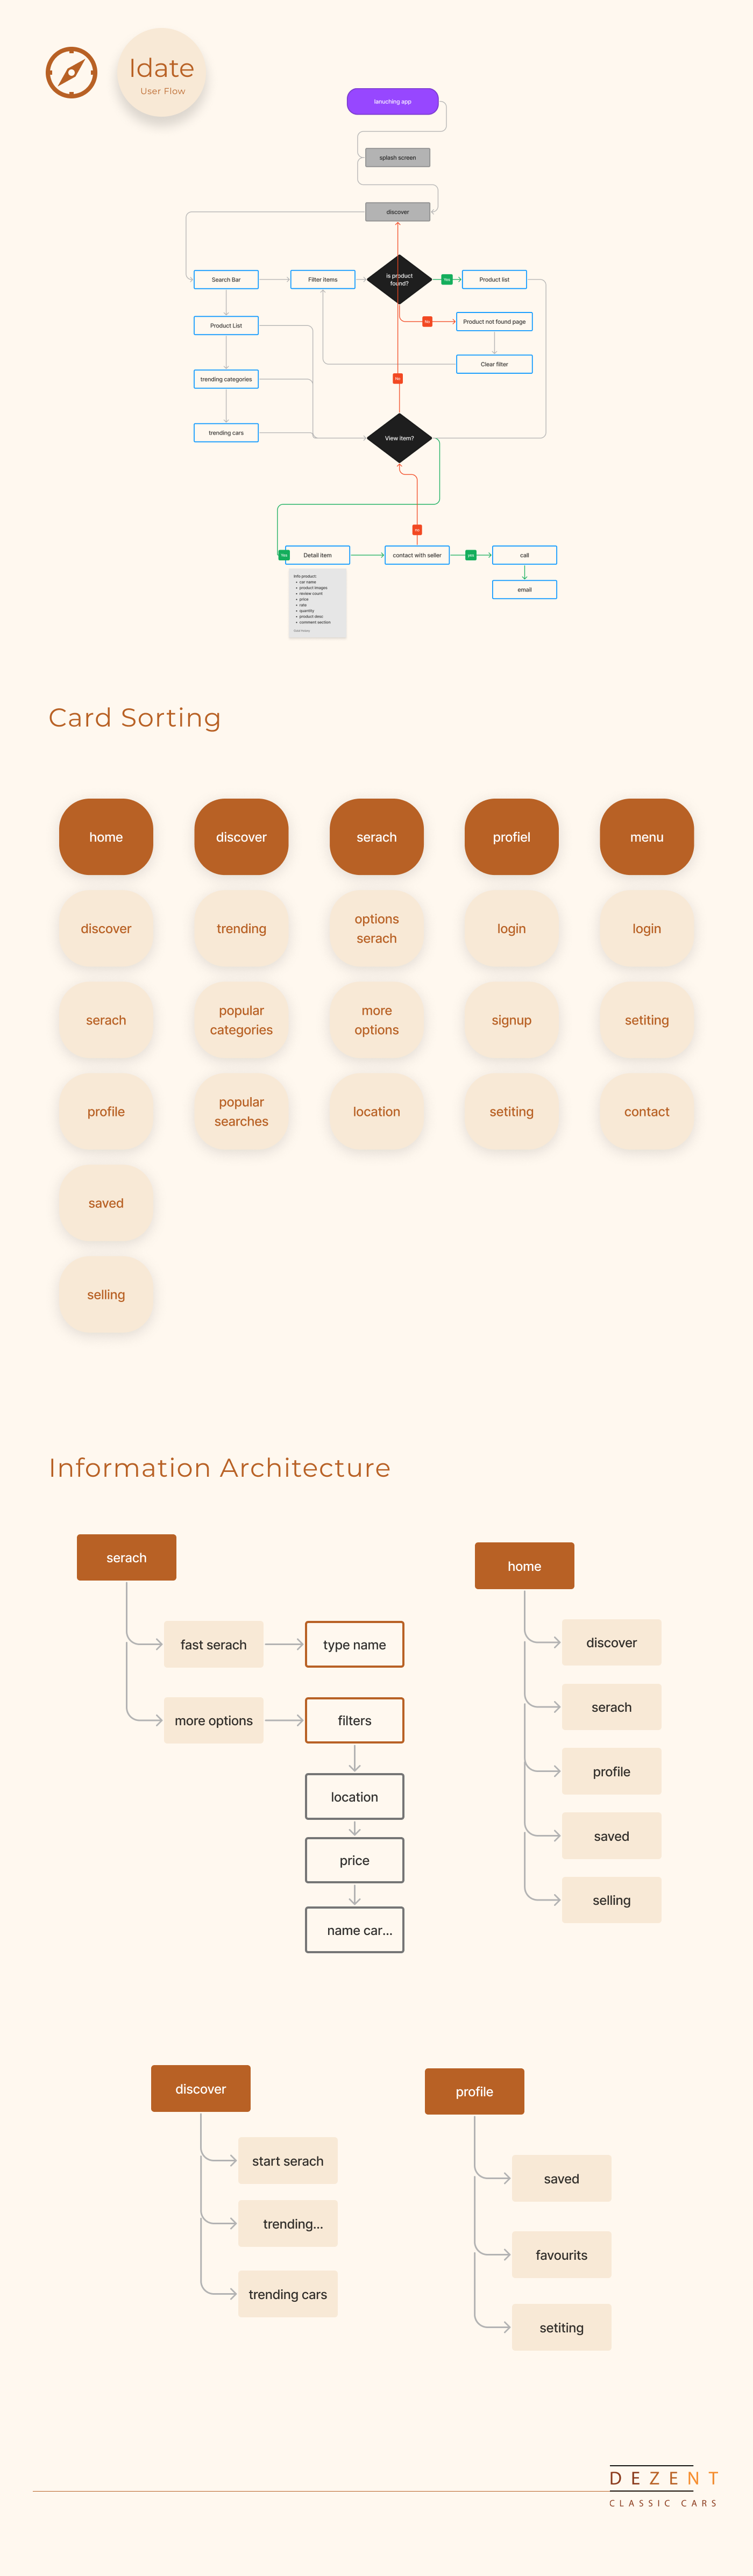 Idate
User Flow
lanuching app
splash screen
discover
Search Bar
Filter items
is product
found?
Yes
Product list
Product List
No
Product not found page
Clear filter
trending categories
No
trending cars
View item?
no
Yes
Detail item
contact with seller
yes
call
email
Info product:
• car name
• product images
• review count
• price
• rate
• quantity
• product desc
• comment section
Card Sorting
home
discover
serach
profiel
menu
discover
trending
options
serach
login
login
serach
popular
categories
more
options
signup
setiting
profile
popular
searches
location
setiting
contact
saved
selling
Information Architecture
serach
home
fast serach
type name
discover
more options
filters
serach
location
profile
price
saved
name car...
selling
discover
profile
start serach
saved
trending...
favourits
trending cars
setiting
DEZENT
CLASSIC CARS